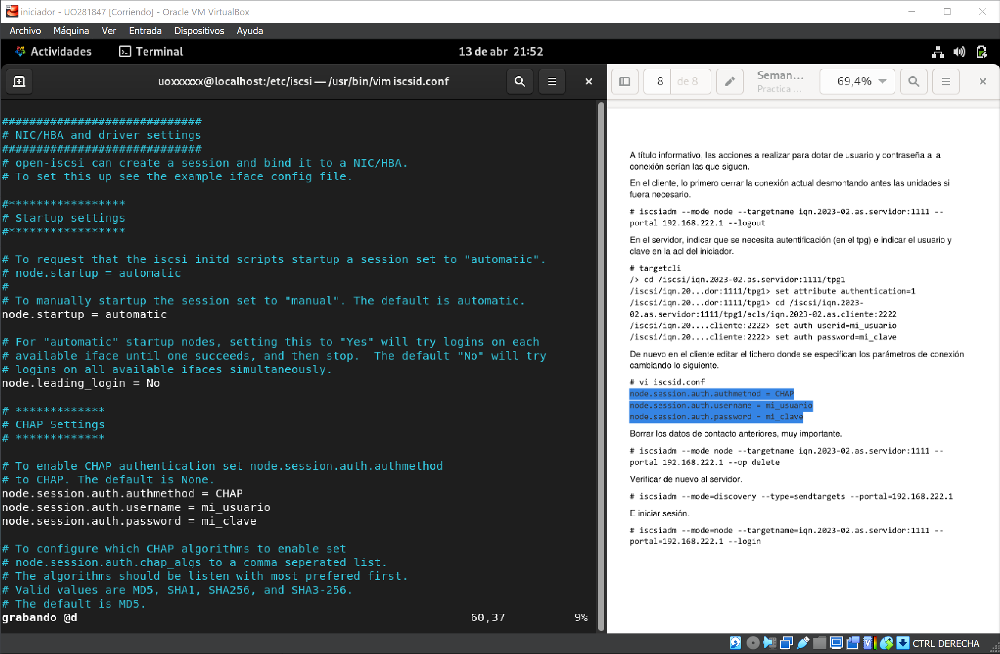 iniciador - UO281847 [Corriendo] - Oracle VM VirtualBox
Archivo Máquina Ver Entrada Dispositivos Ayuda
Actividades Terminal 13 de abr 21:52
uoxxxxxx@localhost:/etc/iscsi — /usr/bin/vim iscsid.conf
#############################
# NIC/HBA and driver settings
#############################
# open-iscsi can create a session and bind it to a NIC/HBA.
# To set this up see the example iface config file.
#*****************
# Startup settings
#*****************
# To request that the iscsi initd scripts startup a session set to "automatic".
# node.startup = automatic
#
# To manually startup the session set to "manual". The default is automatic.
node.startup = automatic
# For "automatic" startup nodes, setting this to "Yes" will try logins on each
# available iface until one succeeds, and then stop.  The default "No" will try
# logins on all available ifaces simultaneously.
node.leading_login = No
# *************
# CHAP Settings
# *************
# To enable CHAP authentication set node.session.auth.authmethod
# to CHAP. The default is None.
node.session.auth.authmethod = CHAP
node.session.auth.username = mi_usuario
node.session.auth.password = mi_clave
# To configure which CHAP algorithms to enable set
# node.session.auth.chap_algs to a comma seperated list.
# The algorithms should be listen with most prefered first.
# Valid values are MD5, SHA1, SHA256, and SHA3-256.
# The default is MD5.
grabando @d 60,37 9%
8 de 8 Seman... 69,4%
Practica ...
A título informativo, las acciones a realizar para dotar de usuario y contraseña a la
conexión serían las que siguen.
En el cliente, lo primero cerrar la conexión actual desmontando antes las unidades si
fuera necesario.
# iscsiadm --mode node --targetname iqn.2023-02.as.servidor:1111 --
portal 192.168.222.1 --logout
En el servidor, indicar que se necesita autentificación (en el tpg) e indicar el usuario y
clave en la acl del iniciador.
# targetcli
/> cd /iscsi/iqn.2023-02.as.servidor:1111/tpg1
/iscsi/iqn.20...dor:1111/tpg1> set attribute authentication=1
/iscsi/iqn.20...dor:1111/tpg1> cd /iscsi/iqn.2023-
02.as.servidor:1111/tpg1/acls/iqn.2023-02.as.cliente:2222
/iscsi/iqn.20....cliente:2222> set auth userid=mi_usuario
/iscsi/iqn.20....cliente:2222> set auth password=mi_clave
De nuevo en el cliente editar el fichero donde se especifican los parámetros de conexión
cambiando lo siguiente.
# vi iscsid.conf
node.session.auth.authmethod = CHAP
node.session.auth.username = mi_usuario
node.session.auth.password = mi_clave
Borrar los datos de contacto anteriores, muy importante.
# iscsiadm --mode node --targetname iqn.2023-02.as.servidor:1111 --
portal 192.168.222.1 --op delete
Verificar de nuevo al servidor.
# iscsiadm --mode=discovery --type=sendtargets --portal=192.168.222.1
E iniciar sesión.
# iscsiadm --mode=node --targetname=iqn.2023-02.as.servidor:1111 --
portal=192.168.222.1 --login
CTRL DERECHA